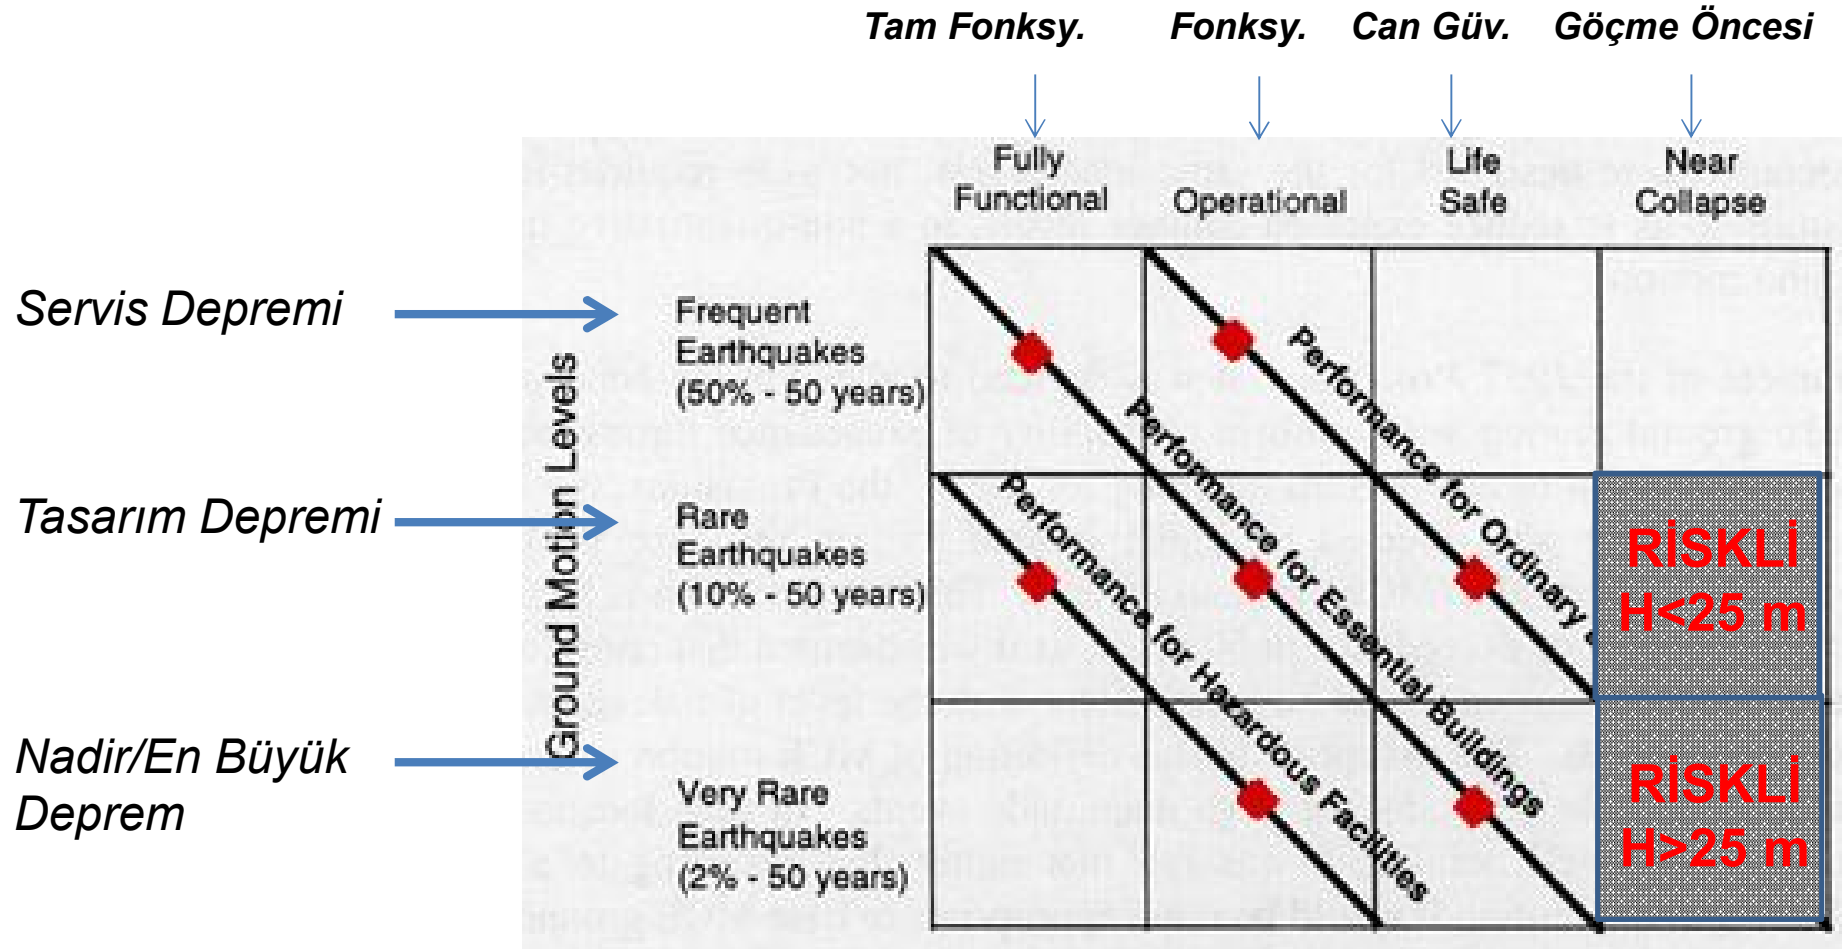 Tam Fonksy. Fonksy. Can Güv. Göçme Öncesi
Fully
Functional
Operational
Life
Safe
Near
Collapse
Servis Depremi
Tasarım Depremi
Nadir/En Büyük
Deprem
Ground Motion Levels
Frequent
Earthquakes
(50% - 50 years)
Rare
Earthquakes
(10% - 50 years)
Very Rare
Earthquakes
(2% - 50 years)
Performance for Ordinary
Perfomance for Essential Buildings
Performance for Hazardous Facilities
RİSKLİ
H<25 m
RİSKLİ
H>25 m